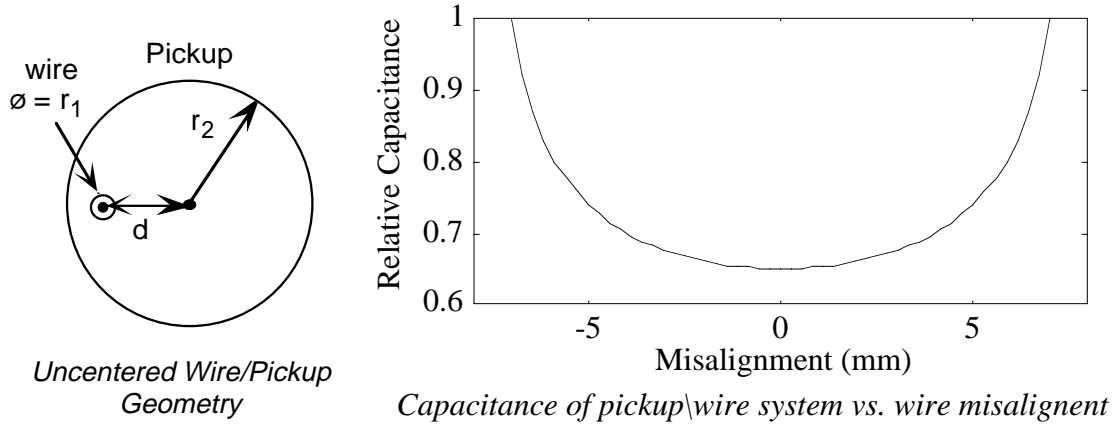 Pickup
wire
ø = r1
r2
d
Uncentered Wire/Pickup
Geometry
Relative Capacitance
1
0.9
0.8
0.7
0.6
-5
0
5
Misalignment (mm)
Capacitance of pickup\wire system vs. wire misalignent